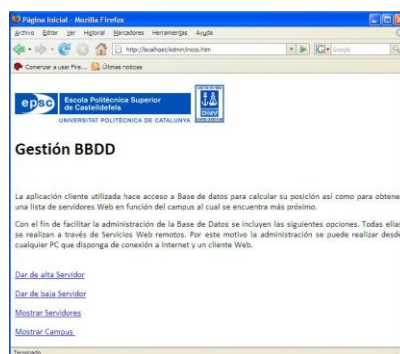 Página Inicial - Mozilla Firefox
Archivo Editar Ver Historial Marcadores Herramientas Ayuda
http://localhost/Admin/Inicio.htm
Google
Comenzar a usar Fire... Últimas noticias
epsc Escola Politècnica Superior
de Castelldefels
UNIVERSITAT POLITÈCNICA DE CATALUNYA
Gestión BBDD
La aplicación cliente utilizada hace acceso a Base de datos para calcular su posición así como para obtene
una lista de servidores Web en función del campus al cual se encuentra más próximo.
Con el fin de facilitar la administración de la Base de Datos se incluyen las siguientes opciones. Todas ellas
se realizan a través de Servicios Web remotos. Por este motivo la administración se puede realizar desde
cualquier PC que disponga de conexión a Internet y un cliente Web.
Dar de alta Servidor
Dar de baja Servidor
Mostrar Servidores
Mostrar Campus
Terminado